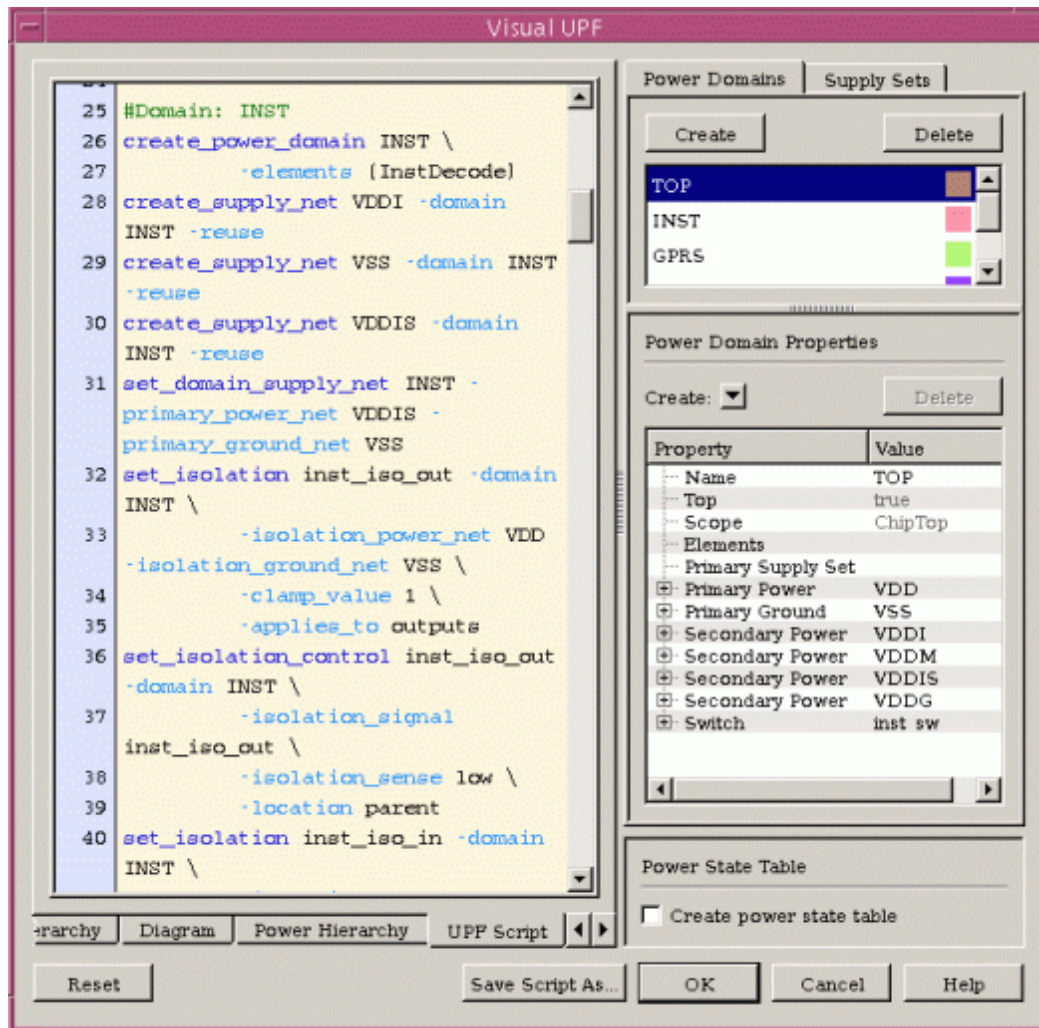 Visual UPF
25 #Domain: INST
26 create_power_domain INST \
27 -elements {InstDecode}
28 create_supply_net VDDI -domain
INST -reuse
29 create_supply_net VSS -domain INST
-reuse
30 create_supply_net VDDIS -domain
INST -reuse
31 set_domain_supply_net INST -
primary_power_net VDDIS -
primary_ground_net VSS
32 set_isolation inst_iso_out -domain
INST \
33 -isolation_power_net VDD
-isolation_ground_net VSS \
34 -clamp_value 1 \
35 -applies_to outputs
36 set_isolation_control inst_iso_out
-domain INST \
37 -isolation_signal
inst_iso_out \
38 -isolation_sense low \
39 -location parent
40 set_isolation inst_iso_in -domain
INST \
erarchy Diagram Power Hierarchy UPF Script
Power Domains Supply Sets
Create Delete
TOP
INST
GPRS
Power Domain Properties
Create: Delete
Property Value
Name TOP
Top true
Scope ChipTop
Elements
Primary Supply Set
Primary Power VDD
Primary Ground VSS
Secondary Power VDDI
Secondary Power VDDM
Secondary Power VDDIS
Secondary Power VDDG
Switch inst_sw
Power State Table
Create power state table
Reset Save Script As... OK Cancel Help